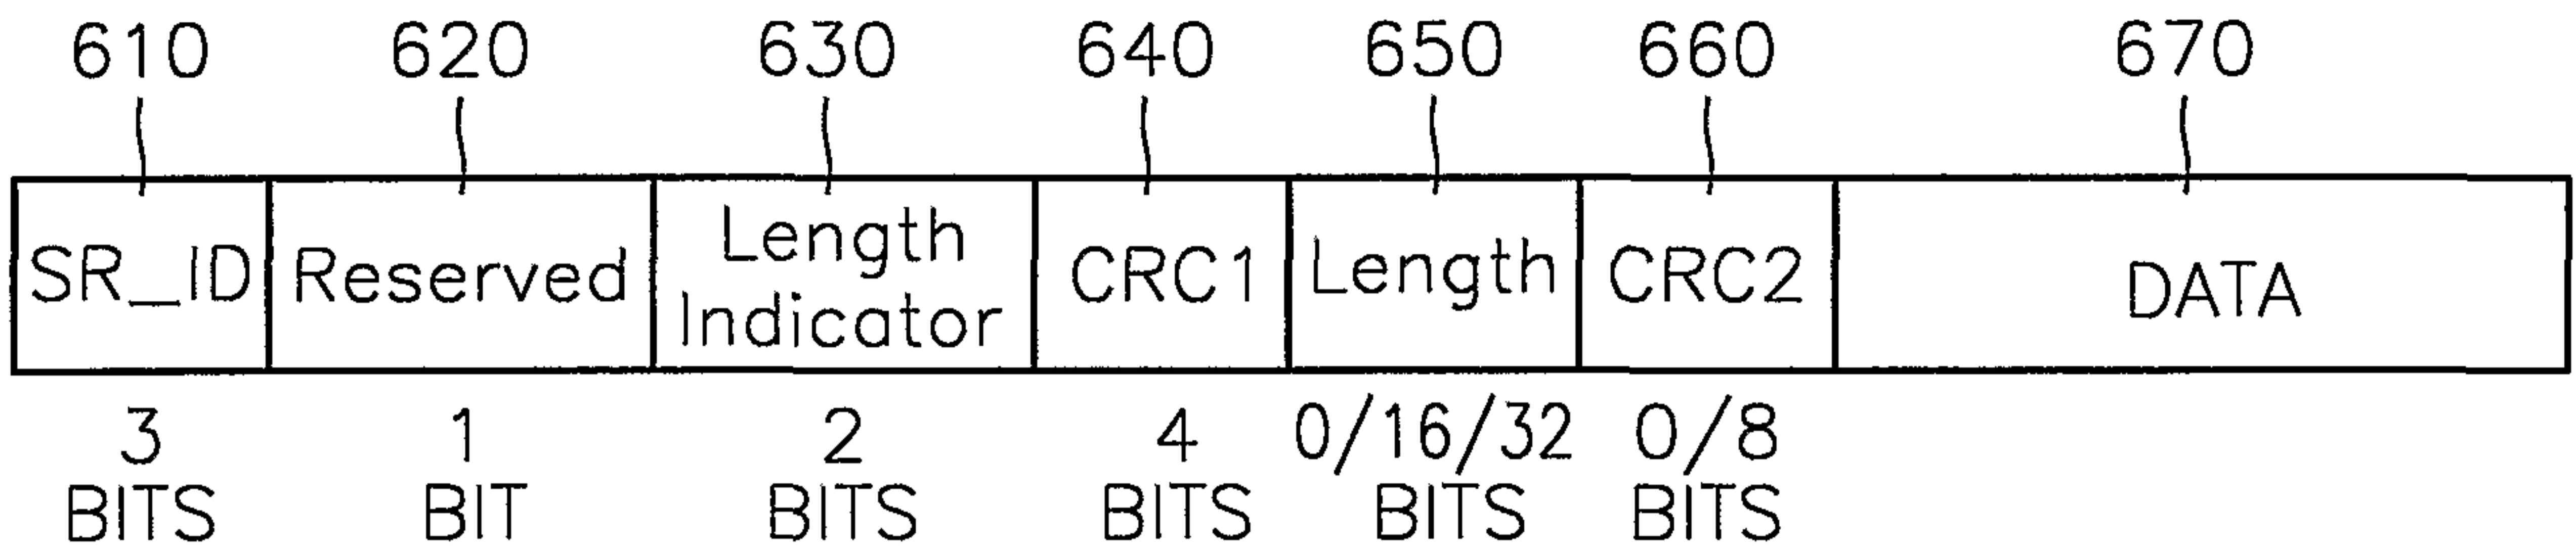 610 620 630 640 650 660 670
SR_ID Reserved Length Indicator CRC1 Length CRC2 DATA
3 BITS 1 BIT 2 BITS 4 BITS 0/16/32 BITS 0/8 BITS